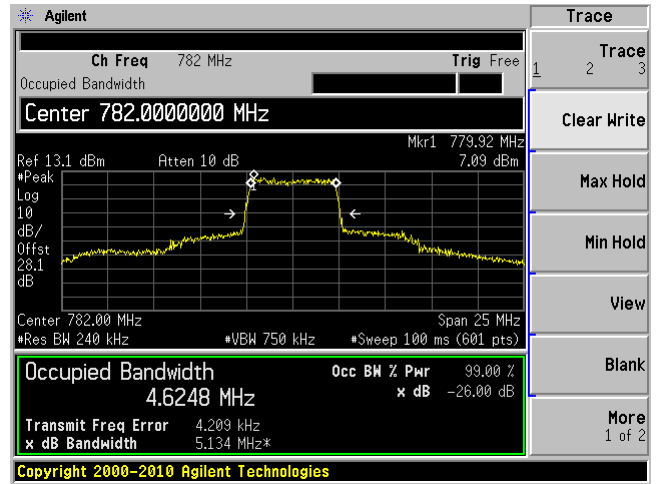 Agilent
Trace
Ch Freq 782 MHz Trig Free
Occupied Bandwidth
Center 782.0000000 MHz
Mkr1 779.92 MHz
Ref 13.1 dBm Atten 10 dB 7.09 dBm
#Peak
Log
10
dB/
Offst
28.1
dB
1
Center 782.00 MHz Span 25 MHz
#Res BW 240 kHz #VBW 750 kHz #Sweep 100 ms (601 pts)
Occupied Bandwidth
4.6248 MHz
Occ BW % Pwr 99.00 %
x dB -26.00 dB
Transmit Freq Error 4.209 kHz
x dB Bandwidth 5.134 MHz*
Copyright 2000-2010 Agilent Technologies
Trace
1 2 3
Clear Write
Max Hold
Min Hold
View
Blank
More
1 of 2